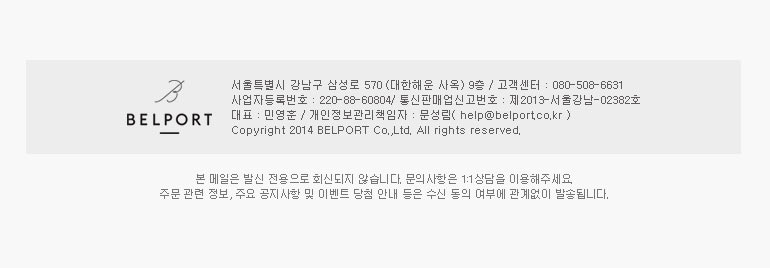 B
BELPORT
서울특별시 강남구 삼성로 570 (대한해운 사옥) 9층 / 고객센터 : 080-508-6631
사업자등록번호 : 220-88-60804/ 통신판매업신고번호 : 제2013-서울강남-02382호
대표 : 민영훈 / 개인정보관리책임자 : 문성림( help@belport.co.kr )
Copyright 2014 BELPORT Co.,Ltd. All rights reserved.
본 메일은 발신 전용으로 회신되지 않습니다. 문의사항은 1:1상담을 이용해주세요.
주문 관련 정보, 주요 공지사항 및 이벤트 당첨 안내 등은 수신 동의 여부에 관계없이 발송됩니다.